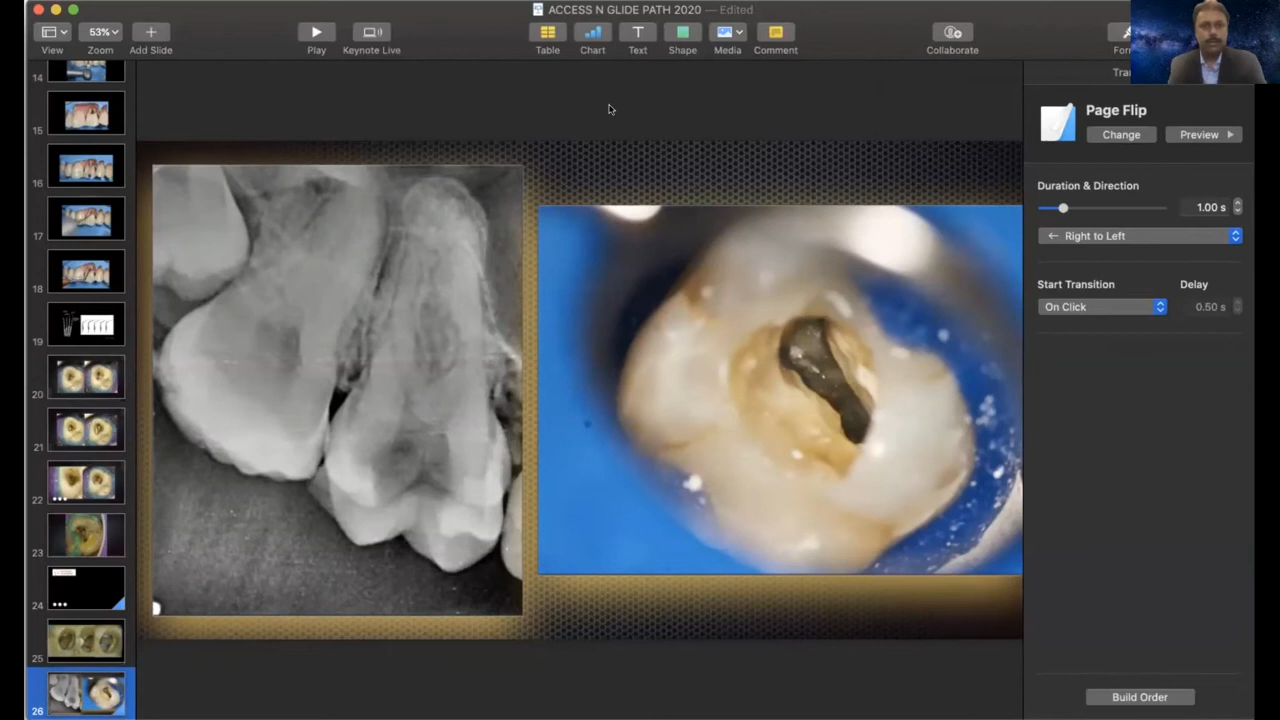 ACCESS N GLIDE PATH 2020 — Edited
53%
View
Zoom
Add Slide
Play
Keynote Live
Table
Chart
Text
Shape
Media
Comment
Collaborate
14
15
16
17
18
19
20
21
22
23
24
25
26
Page Flip
Change
Preview
Duration & Direction
1.00 s
Right to Left
Start Transition
Delay
On Click
0.50 s
Build Order